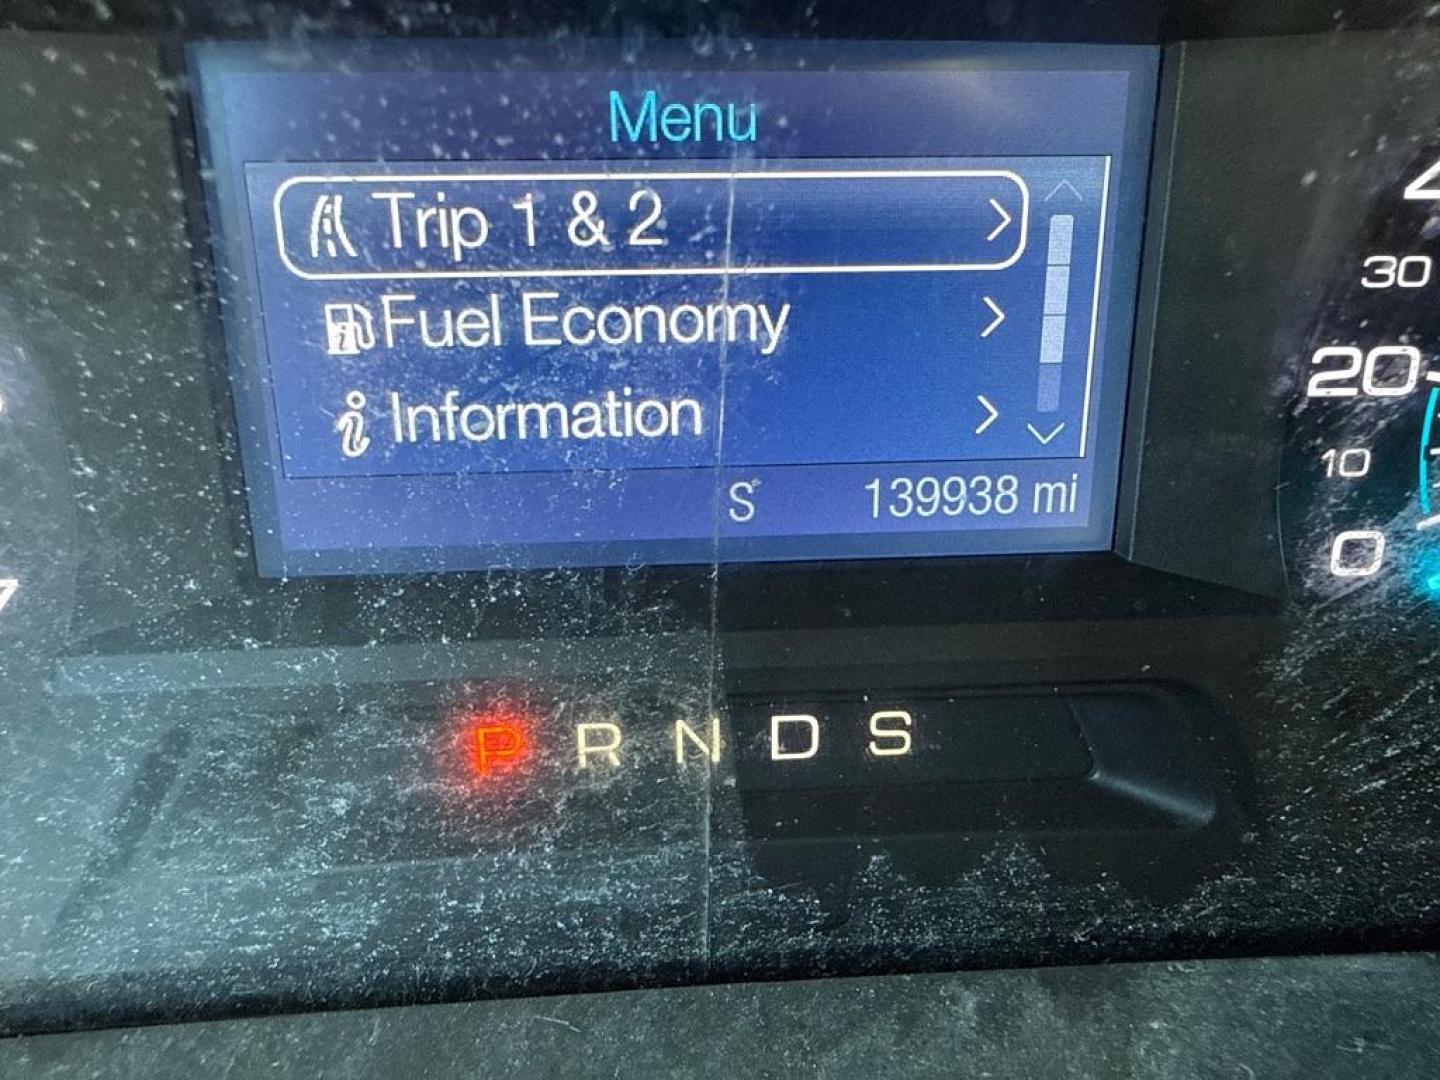 Menu
Trip 1 & 2
Fuel Economy
Information
S 139938 mi
30
20
10
0
P R N D S